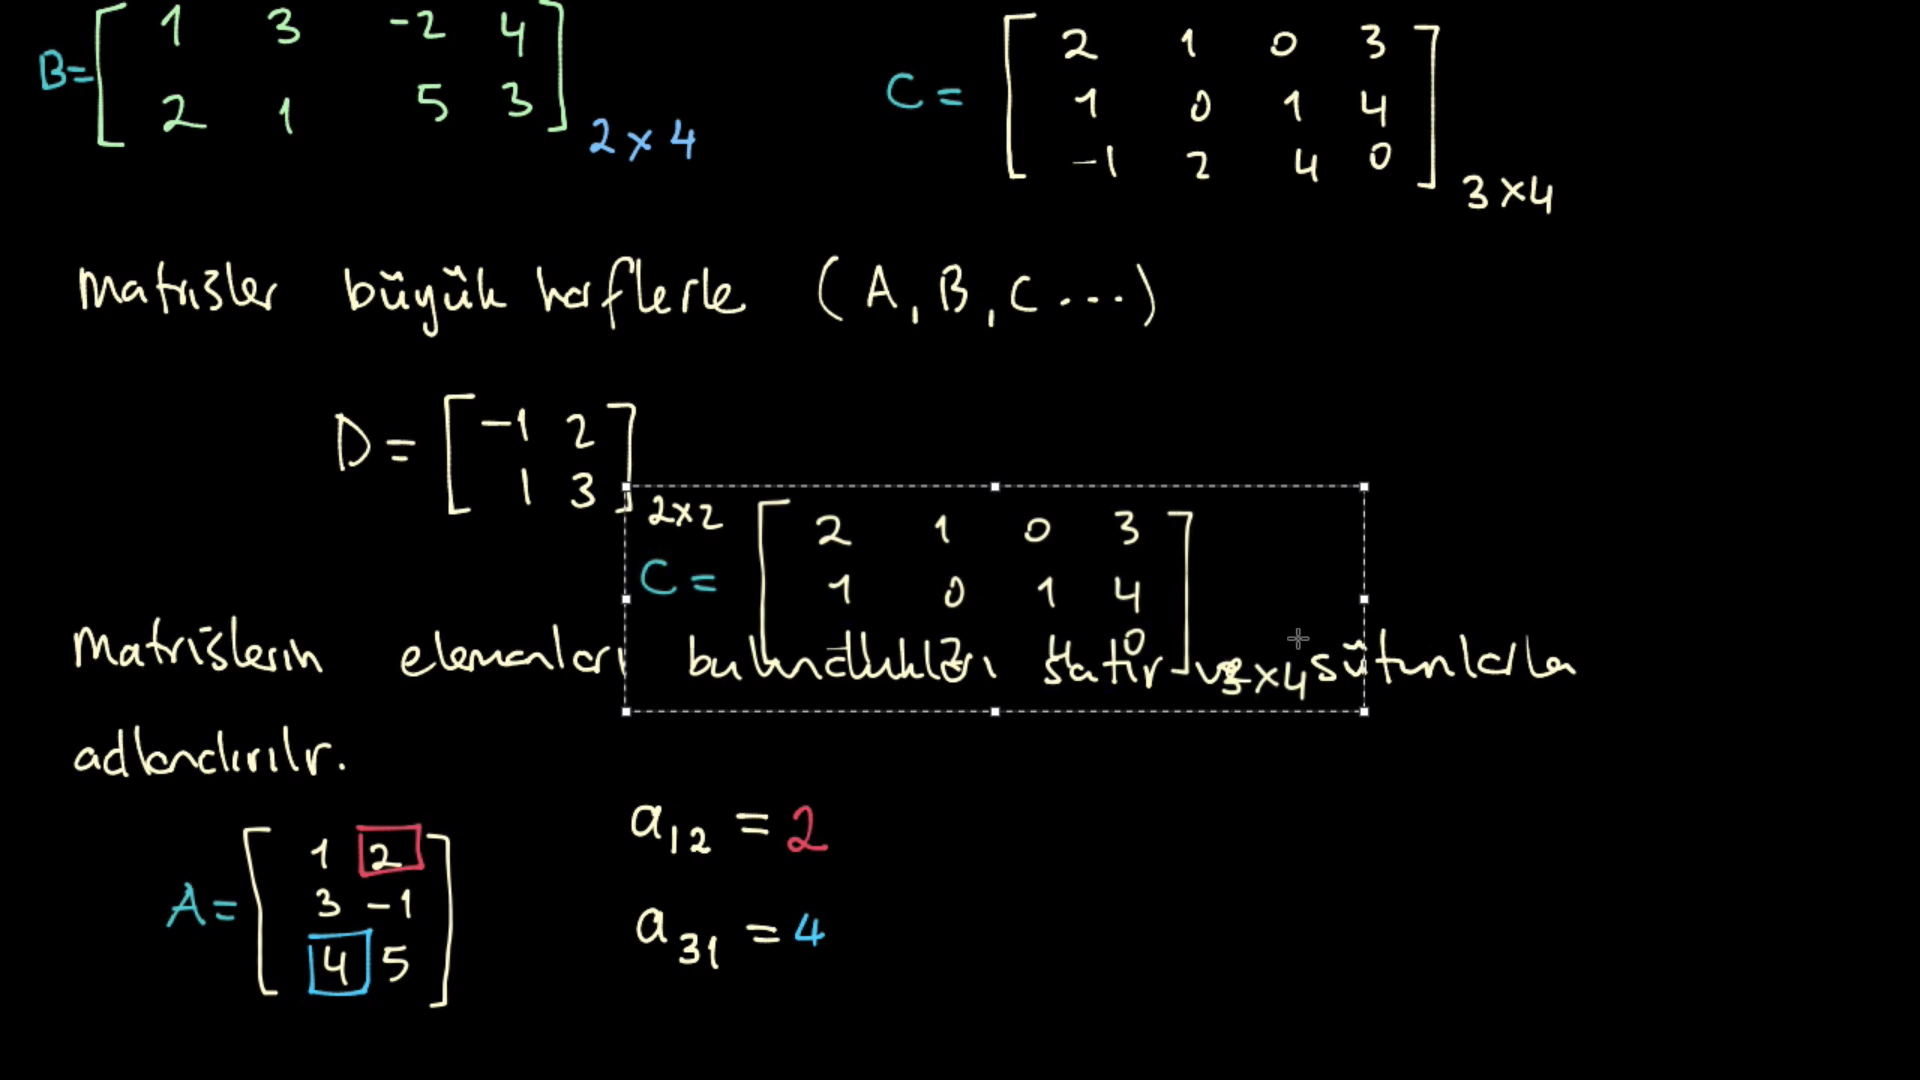 B= [ 1 3 -2 4
2 1 5 3 ] 2x4
C = [ 2 1 0 3
1 0 1 4
-1 2 4 0 ] 3x4
Matrisler büyük harflerle (A, B, C ...)
D = [ -1 2
1 3 ] 2x2
C = [ 2 1 0 3
1 0 1 4
0 ] x4
Matrislerin elemanları bulundukları satır ve sütunlarla
adlandırılır.
A= [ 1 2
3 -1
4 5 ]
a12 = 2
a31 = 4